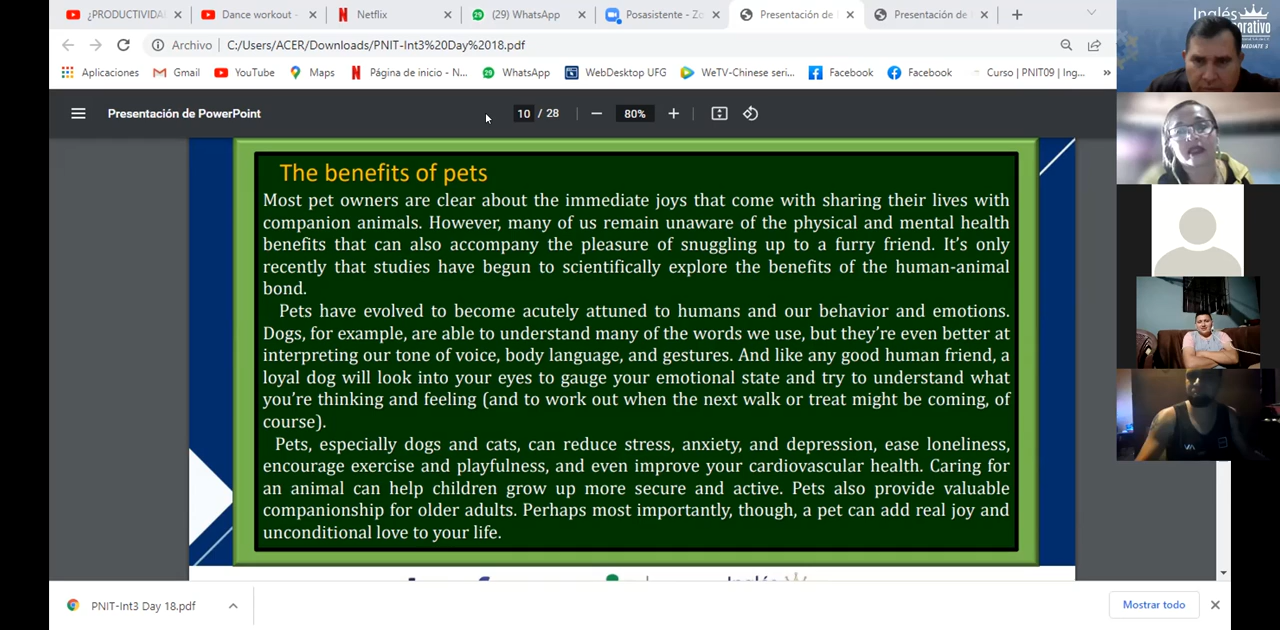 ¿PRODUCTIVIDA
Dance workout -
Netflix
(29) WhatsApp
Posasistente - Zo
Presentación de
Presentación de
Inglés
Archivo
C:/Users/ACER/Downloads/PNIT-Int3%20Day%2018.pdf
Aplicaciones
Gmail
YouTube
Maps
Página de inicio - N...
WhatsApp
WebDesktop UFG
WeTV-Chinese seri...
Facebook
Facebook
Curso | PNIT09 | Ing...
»
Presentación de PowerPoint
10 / 28
80%
The benefits of pets
Most pet owners are clear about the immediate joys that come with sharing their lives with
companion animals. However, many of us remain unaware of the physical and mental health
benefits that can also accompany the pleasure of snuggling up to a furry friend. It’s only
recently that studies have begun to scientifically explore the benefits of the human-animal
bond.
Pets have evolved to become acutely attuned to humans and our behavior and emotions.
Dogs, for example, are able to understand many of the words we use, but they’re even better at
interpreting our tone of voice, body language, and gestures. And like any good human friend, a
loyal dog will look into your eyes to gauge your emotional state and try to understand what
you’re thinking and feeling (and to work out when the next walk or treat might be coming, of
course).
Pets, especially dogs and cats, can reduce stress, anxiety, and depression, ease loneliness,
encourage exercise and playfulness, and even improve your cardiovascular health. Caring for
an animal can help children grow up more secure and active. Pets also provide valuable
companionship for older adults. Perhaps most importantly, though, a pet can add real joy and
unconditional love to your life.
PNIT-Int3 Day 18.pdf
Mostrar todo